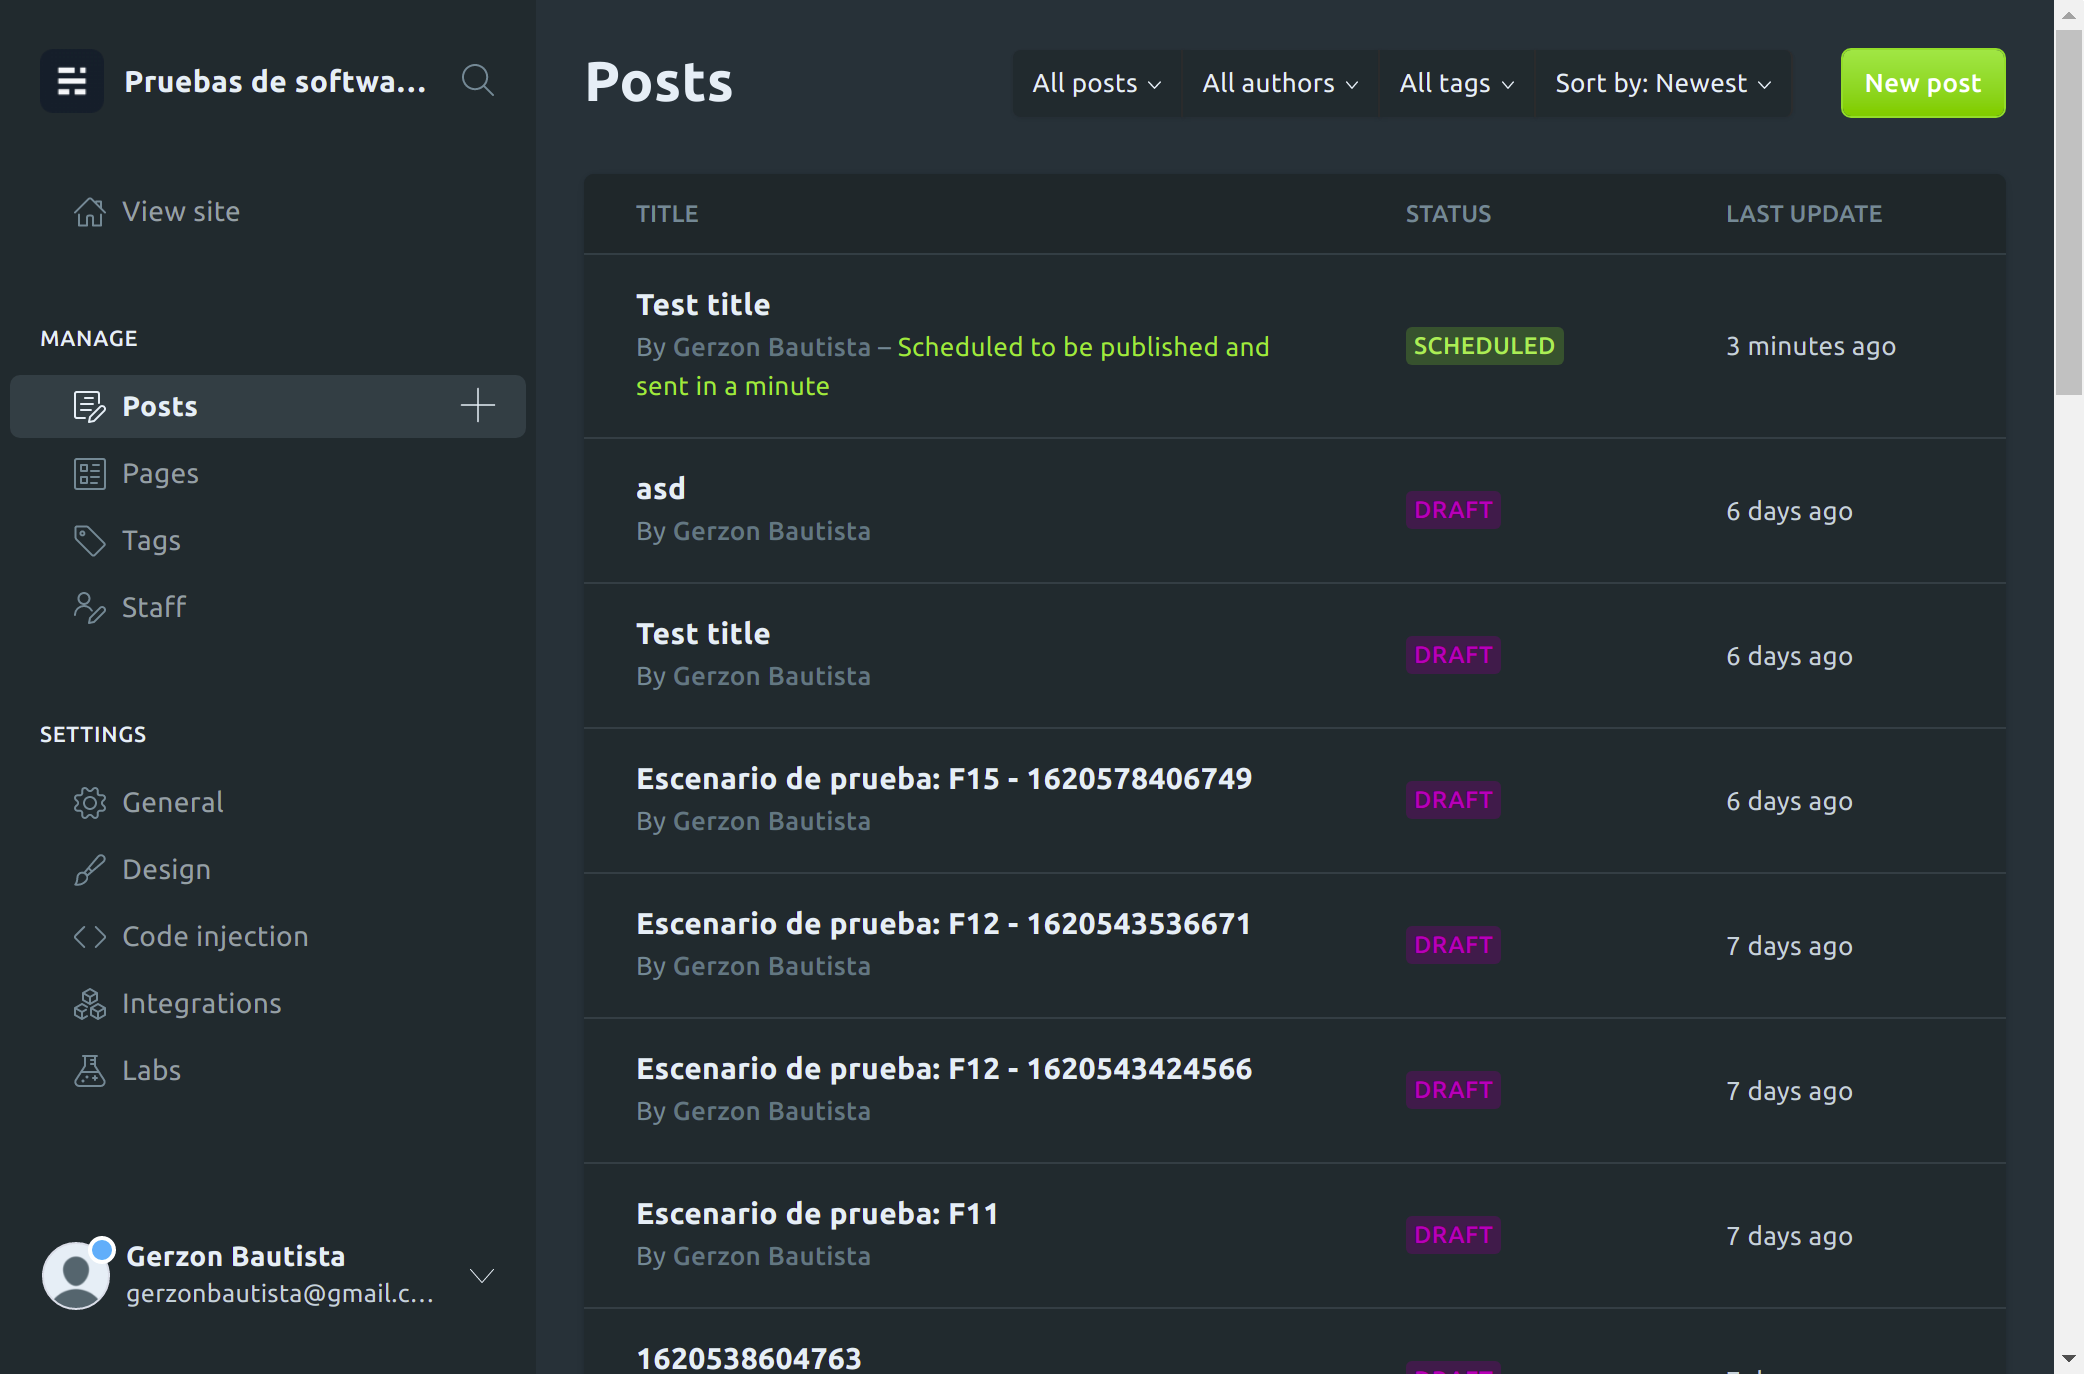 Pruebas de softwa...
View site
MANAGE
Posts
Pages
Tags
Staff
SETTINGS
General
Design
Code injection
Integrations
Labs
Gerzon Bautista
gerzonbautista@gmail.c...
Posts
All posts
All authors
All tags
Sort by: Newest
New post
TITLE STATUS LAST UPDATE
Test title
By Gerzon Bautista – Scheduled to be published and
sent in a minute
SCHEDULED
3 minutes ago
asd
By Gerzon Bautista
DRAFT
6 days ago
Test title
By Gerzon Bautista
DRAFT
6 days ago
Escenario de prueba: F15 - 1620578406749
By Gerzon Bautista
DRAFT
6 days ago
Escenario de prueba: F12 - 1620543536671
By Gerzon Bautista
DRAFT
7 days ago
Escenario de prueba: F12 - 1620543424566
By Gerzon Bautista
DRAFT
7 days ago
Escenario de prueba: F11
By Gerzon Bautista
DRAFT
7 days ago
1620538604763